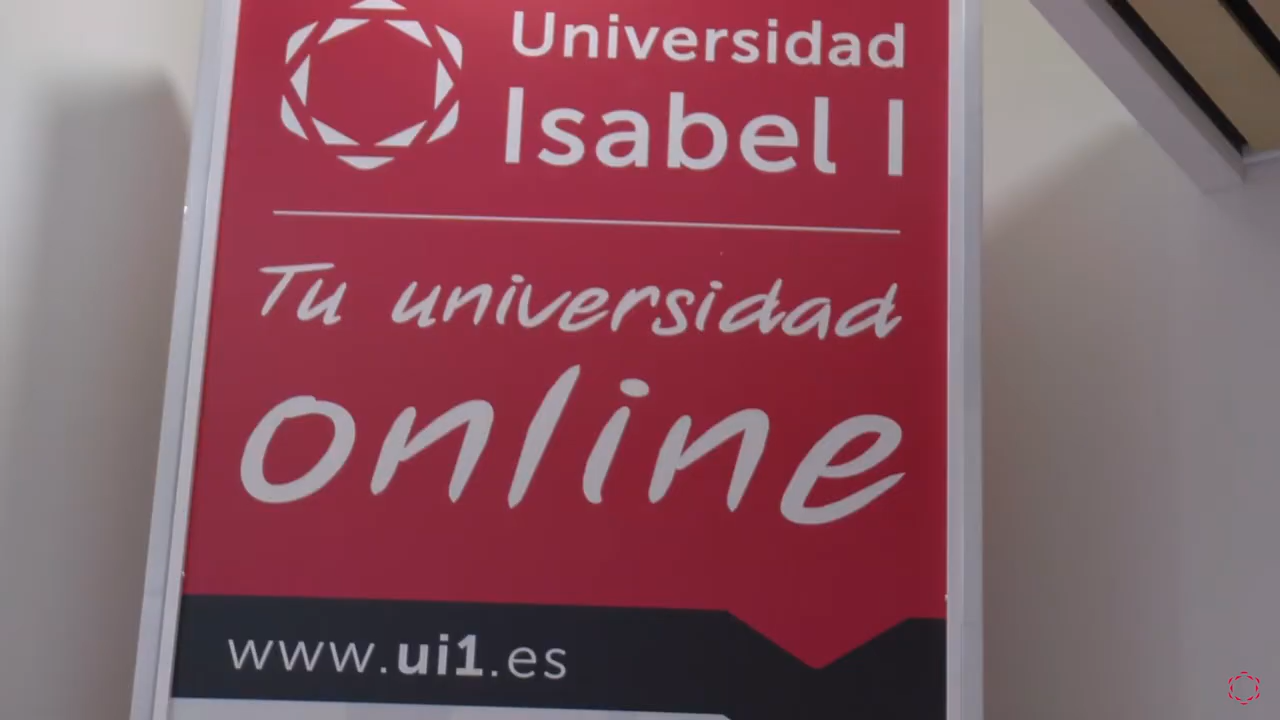 Universidad
Isabel I
Tu universidad
online
www.ui1.es